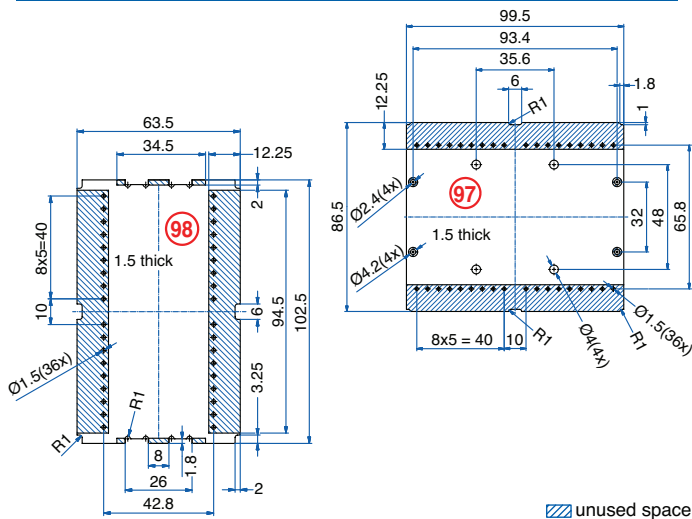 99.5
93.4
35.6
6
1.8
R1
1
12.25
86.5
Ø2.4(4x)
Ø4.2(4x)
97
1.5 thick
32
48
65.8
8x5 = 40
10
R1
Ø4(4x)
Ø1.5(36x)
R1
63.5
34.5
12.25
2
98
1.5 thick
8x5=40
10
6
94.5
102.5
Ø1.5(36x)
3.25
R1
R1
8
1.8
26
2
42.8
unused space